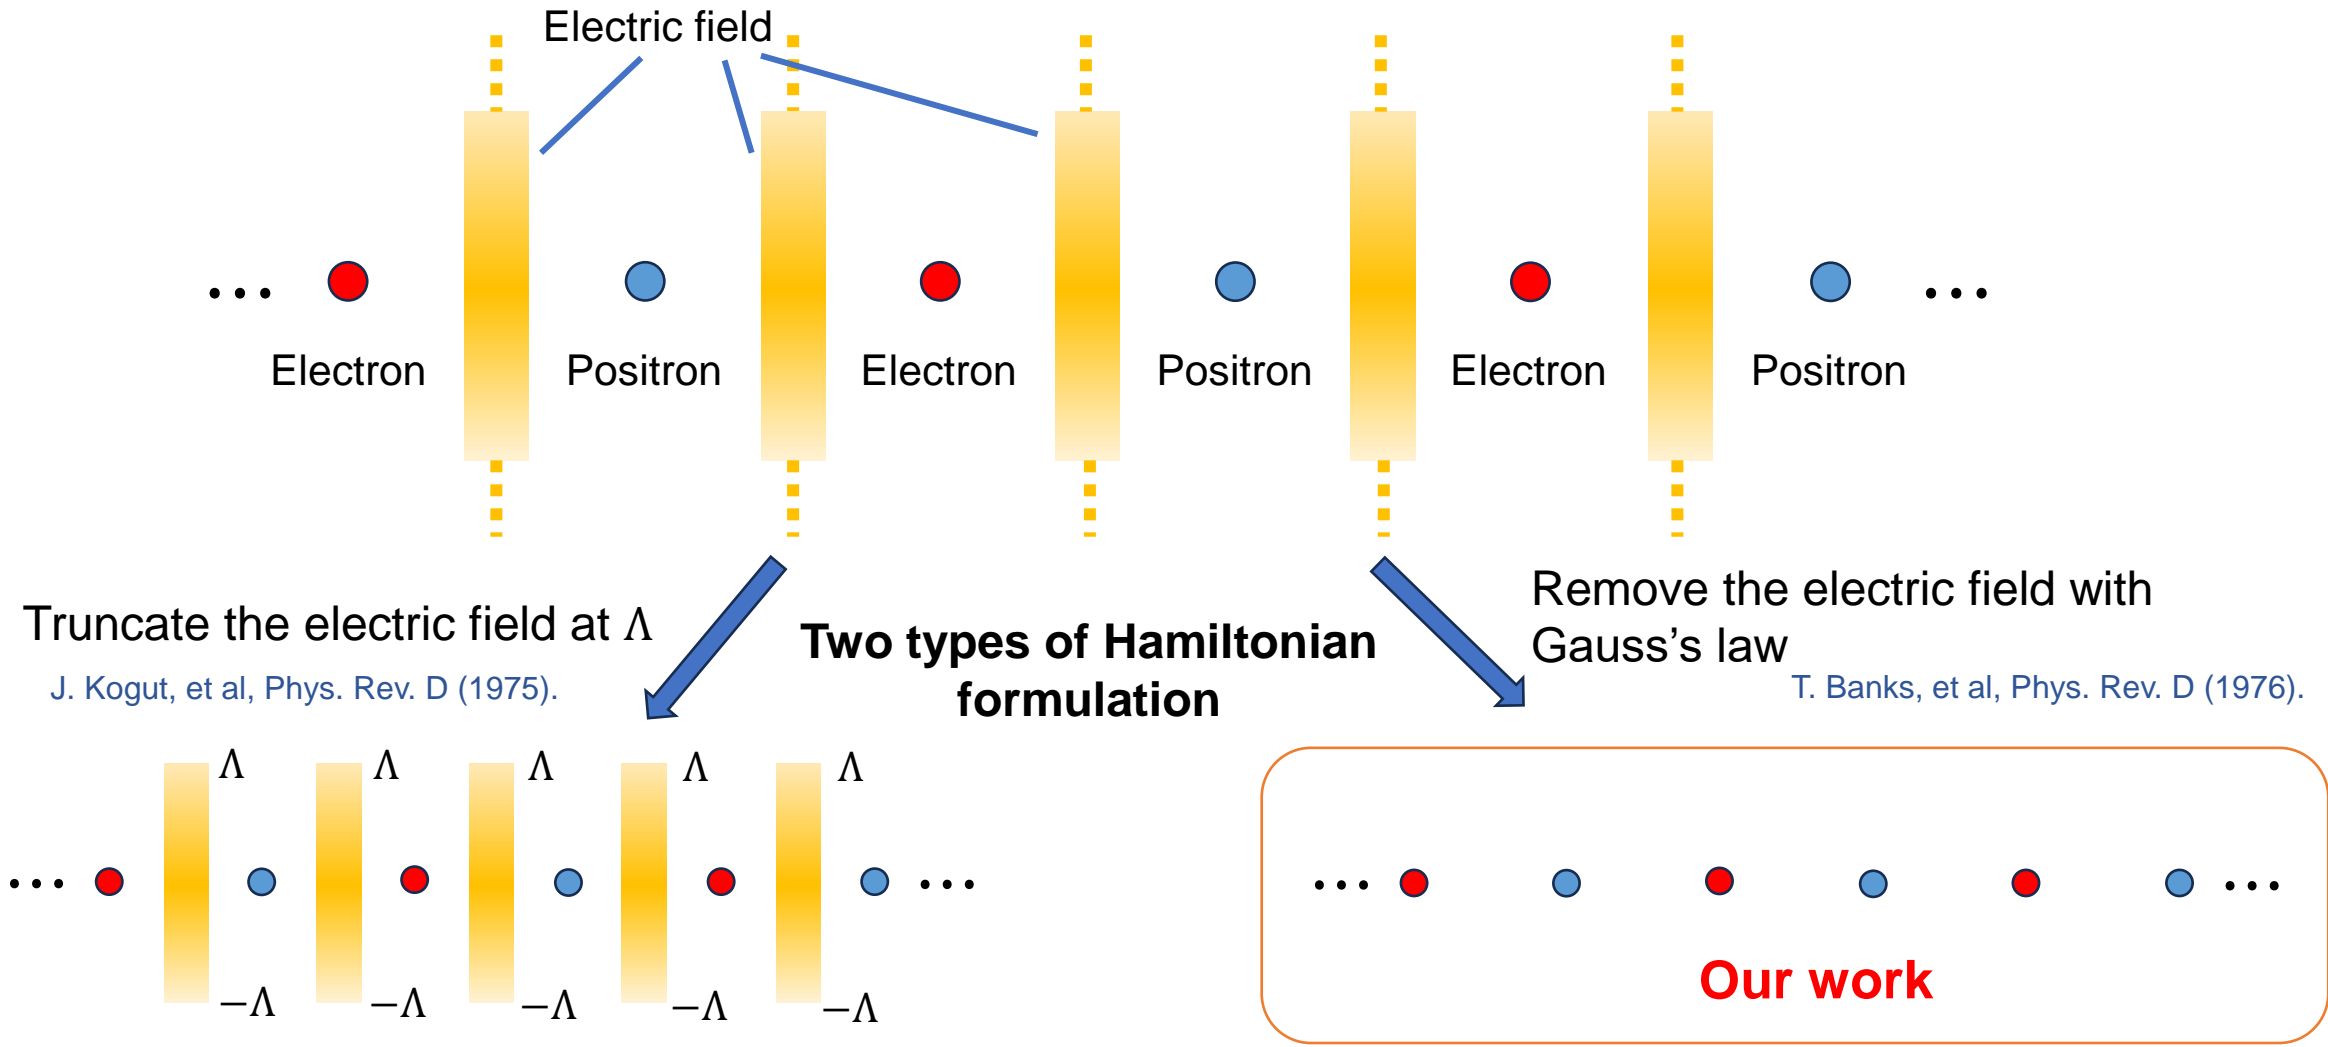 Electric field
… Electron Positron Electron Positron Electron Positron …
Truncate the electric field at Λ
J. Kogut, et al, Phys. Rev. D (1975).
Two types of Hamiltonian
formulation
Remove the electric field with
Gauss’s law
T. Banks, et al, Phys. Rev. D (1976).
Λ Λ Λ Λ Λ
… …
−Λ −Λ −Λ −Λ −Λ
… …
Our work